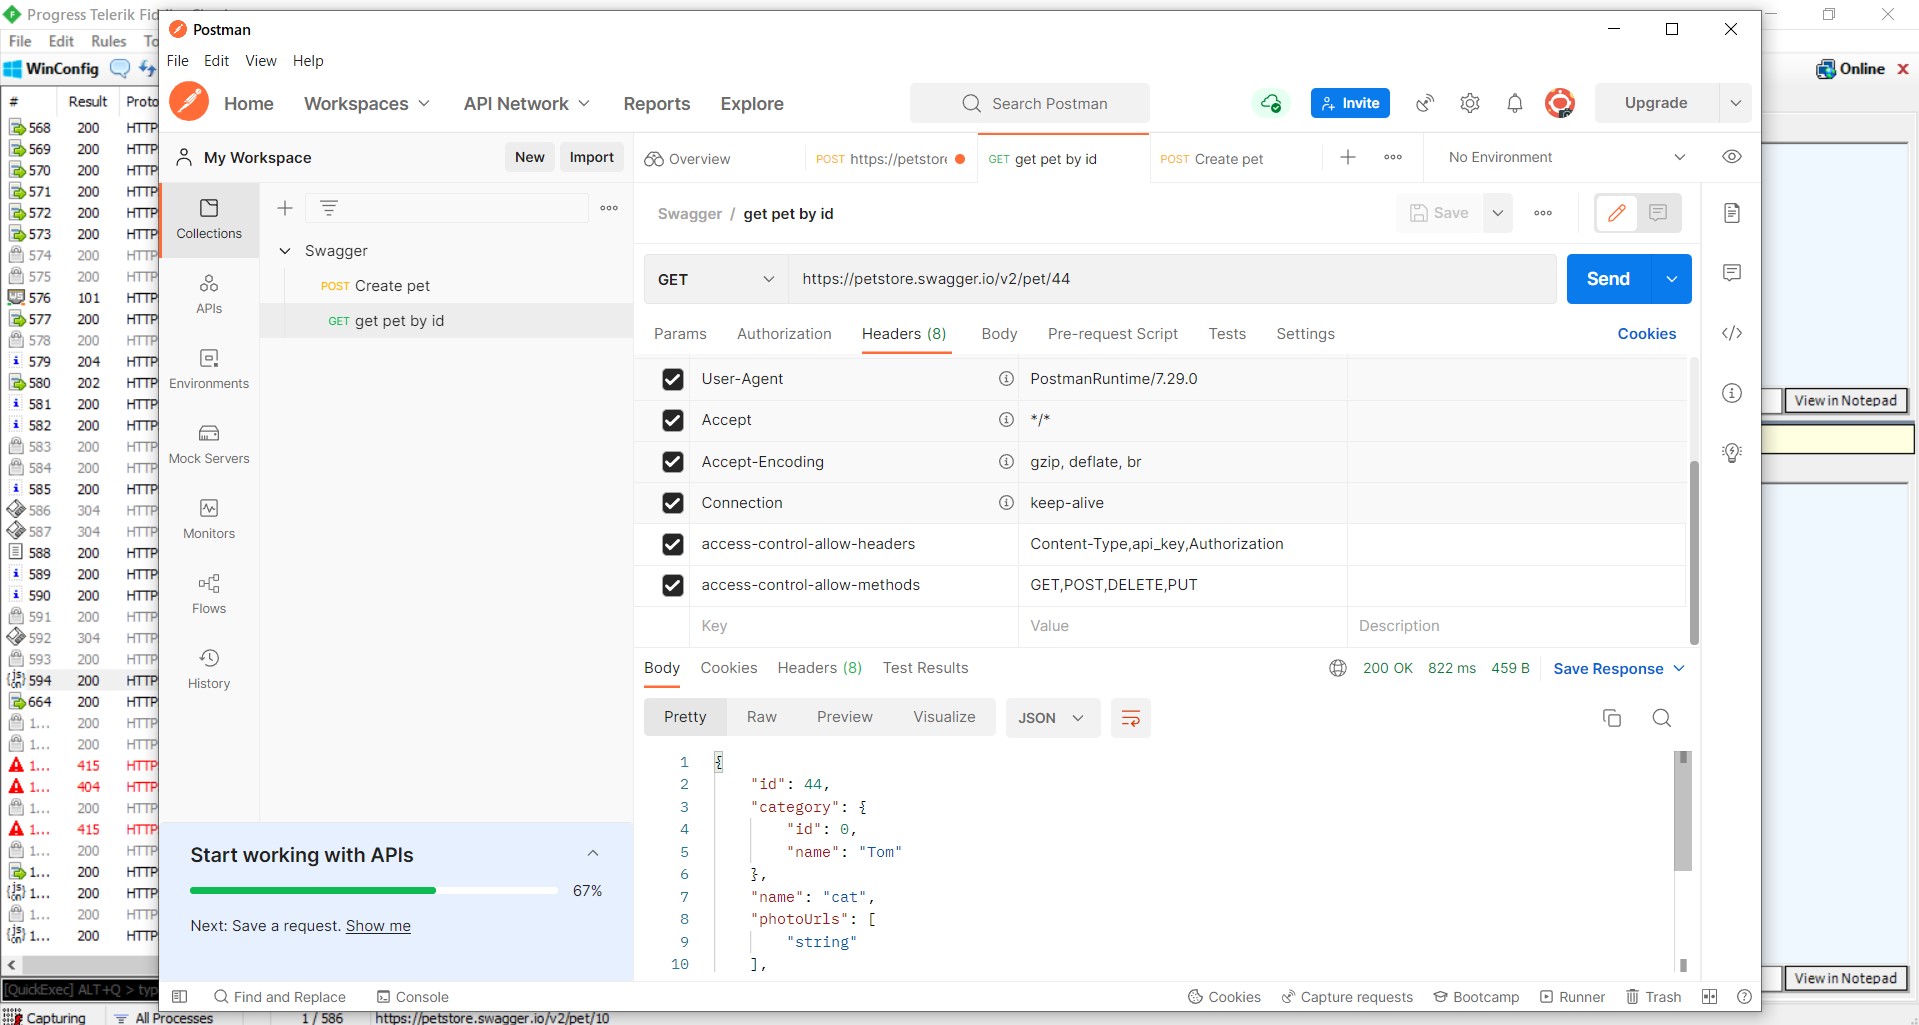 Progress Telerik Fid
File Edit Rules To
WinConfig
Online
# Result Proto
568 200 HTTP
569 200 HTTP
570 200 HTTP
571 200 HTTP
572 200 HTTP
573 200 HTTP
574 200 HTTP
575 200 HTTP
576 101 HTTP
577 200 HTTP
578 200 HTTP
579 204 HTTP
580 202 HTTP
581 200 HTTP
582 200 HTTP
583 200 HTTP
584 200 HTTP
585 200 HTTP
586 304 HTTP
587 304 HTTP
588 200 HTTP
589 200 HTTP
590 200 HTTP
591 200 HTTP
592 304 HTTP
593 200 HTTP
594 200 HTTP
664 200 HTTP
1... 200 HTTP
1... 200 HTTP
1... 415 HTTP
1... 404 HTTP
1... 200 HTTP
1... 415 HTTP
1... 200 HTTP
1... 200 HTTP
1... 200 HTTP
1... 200 HTTP
1... 200 HTTP
[QuickExec] ALT+Q > typ
Capturing All Processes 1 / 586 https://petstore.swagger.io/v2/pet/10
View in Notepad
View in Notepad
Postman
File Edit View Help
Home Workspaces API Network Reports Explore
Search Postman
Invite
Upgrade
My Workspace
New Import
Overview POST https://petstore GET get pet by id POST Create pet
No Environment
Collections
APIs
Environments
Mock Servers
Monitors
Flows
History
Swagger
POST Create pet
GET get pet by id
Swagger / get pet by id
Save
GET https://petstore.swagger.io/v2/pet/44
Send
Params Authorization Headers (8) Body Pre-request Script Tests Settings Cookies
User-Agent PostmanRuntime/7.29.0
Accept */*
Accept-Encoding gzip, deflate, br
Connection keep-alive
access-control-allow-headers Content-Type,api_key,Authorization
access-control-allow-methods GET,POST,DELETE,PUT
Key Value Description
Body Cookies Headers (8) Test Results
200 OK 822 ms 459 B Save Response
Pretty Raw Preview Visualize JSON
1 {
2 "id": 44,
3 "category": {
4 "id": 0,
5 "name": "Tom"
6 },
7 "name": "cat",
8 "photoUrls": [
9 "string"
10 ],
Start working with APIs
67%
Next: Save a request. Show me
Find and Replace Console
Cookies Capture requests Bootcamp Runner Trash